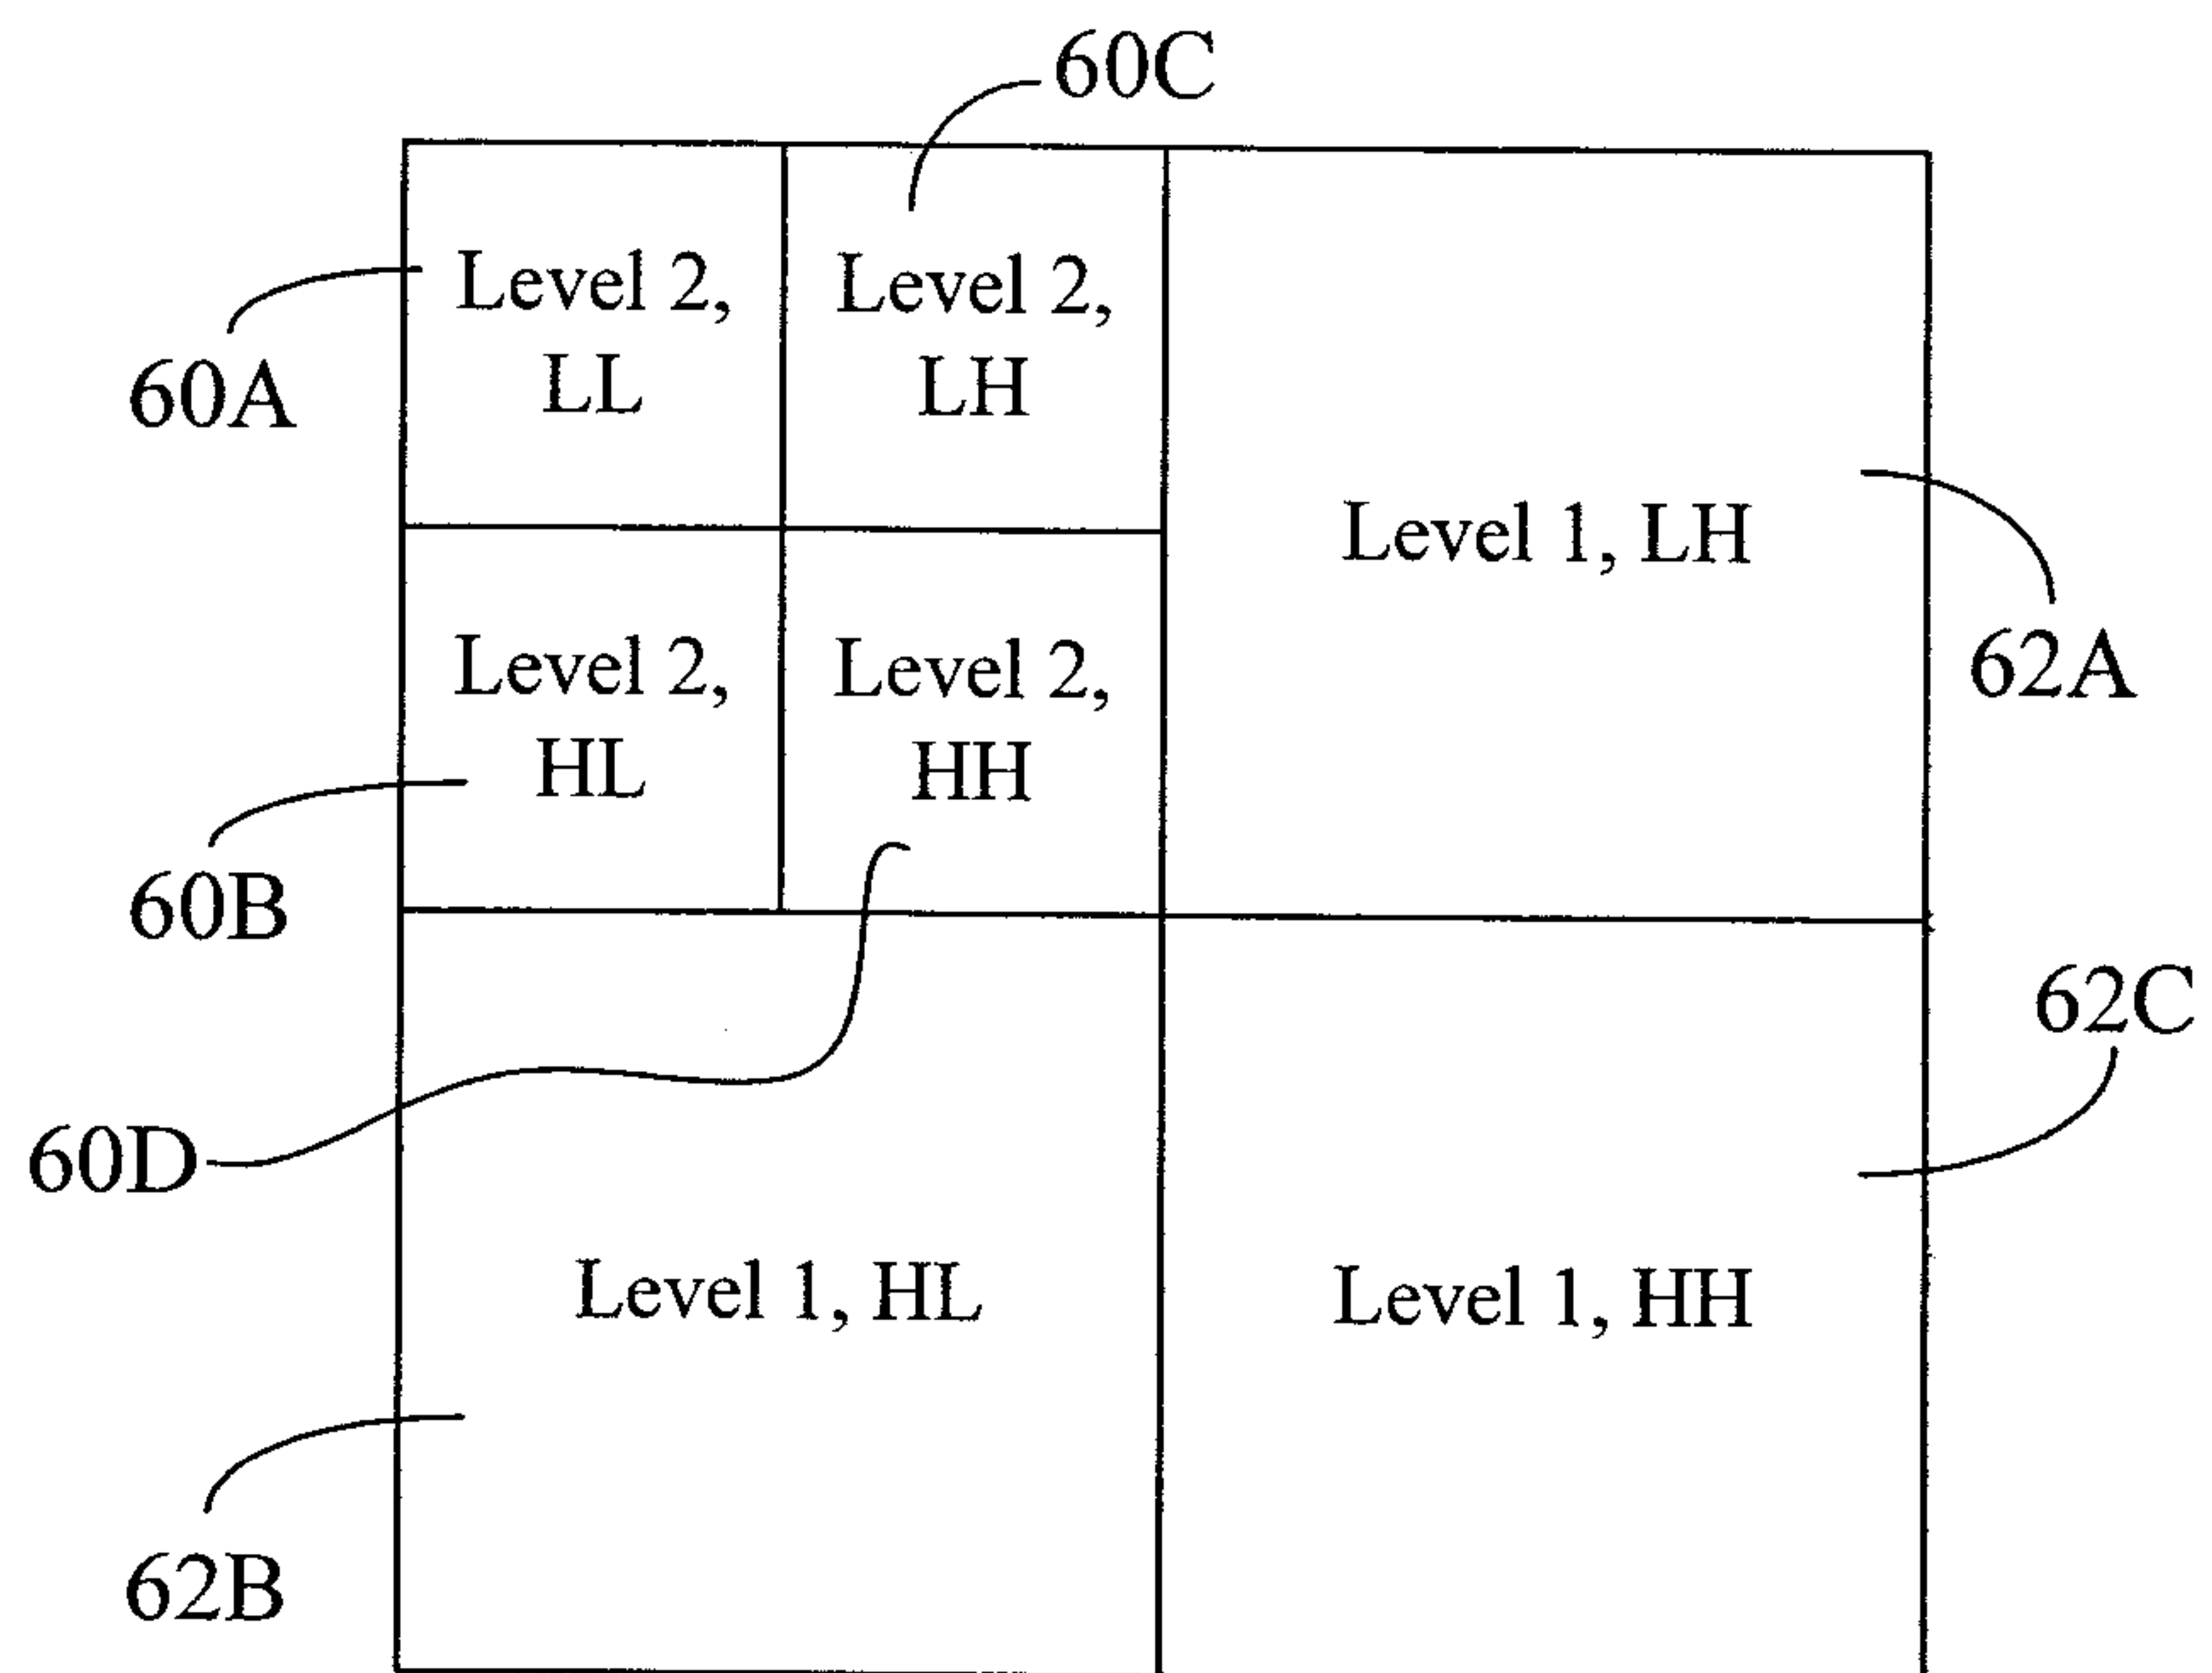 60C
Level 2,
LL
Level 2,
LH
60A
Level 1, LH
62A
Level 2,
HL
Level 2,
HH
60B
62C
60D
Level 1, HL
Level 1, HH
62B